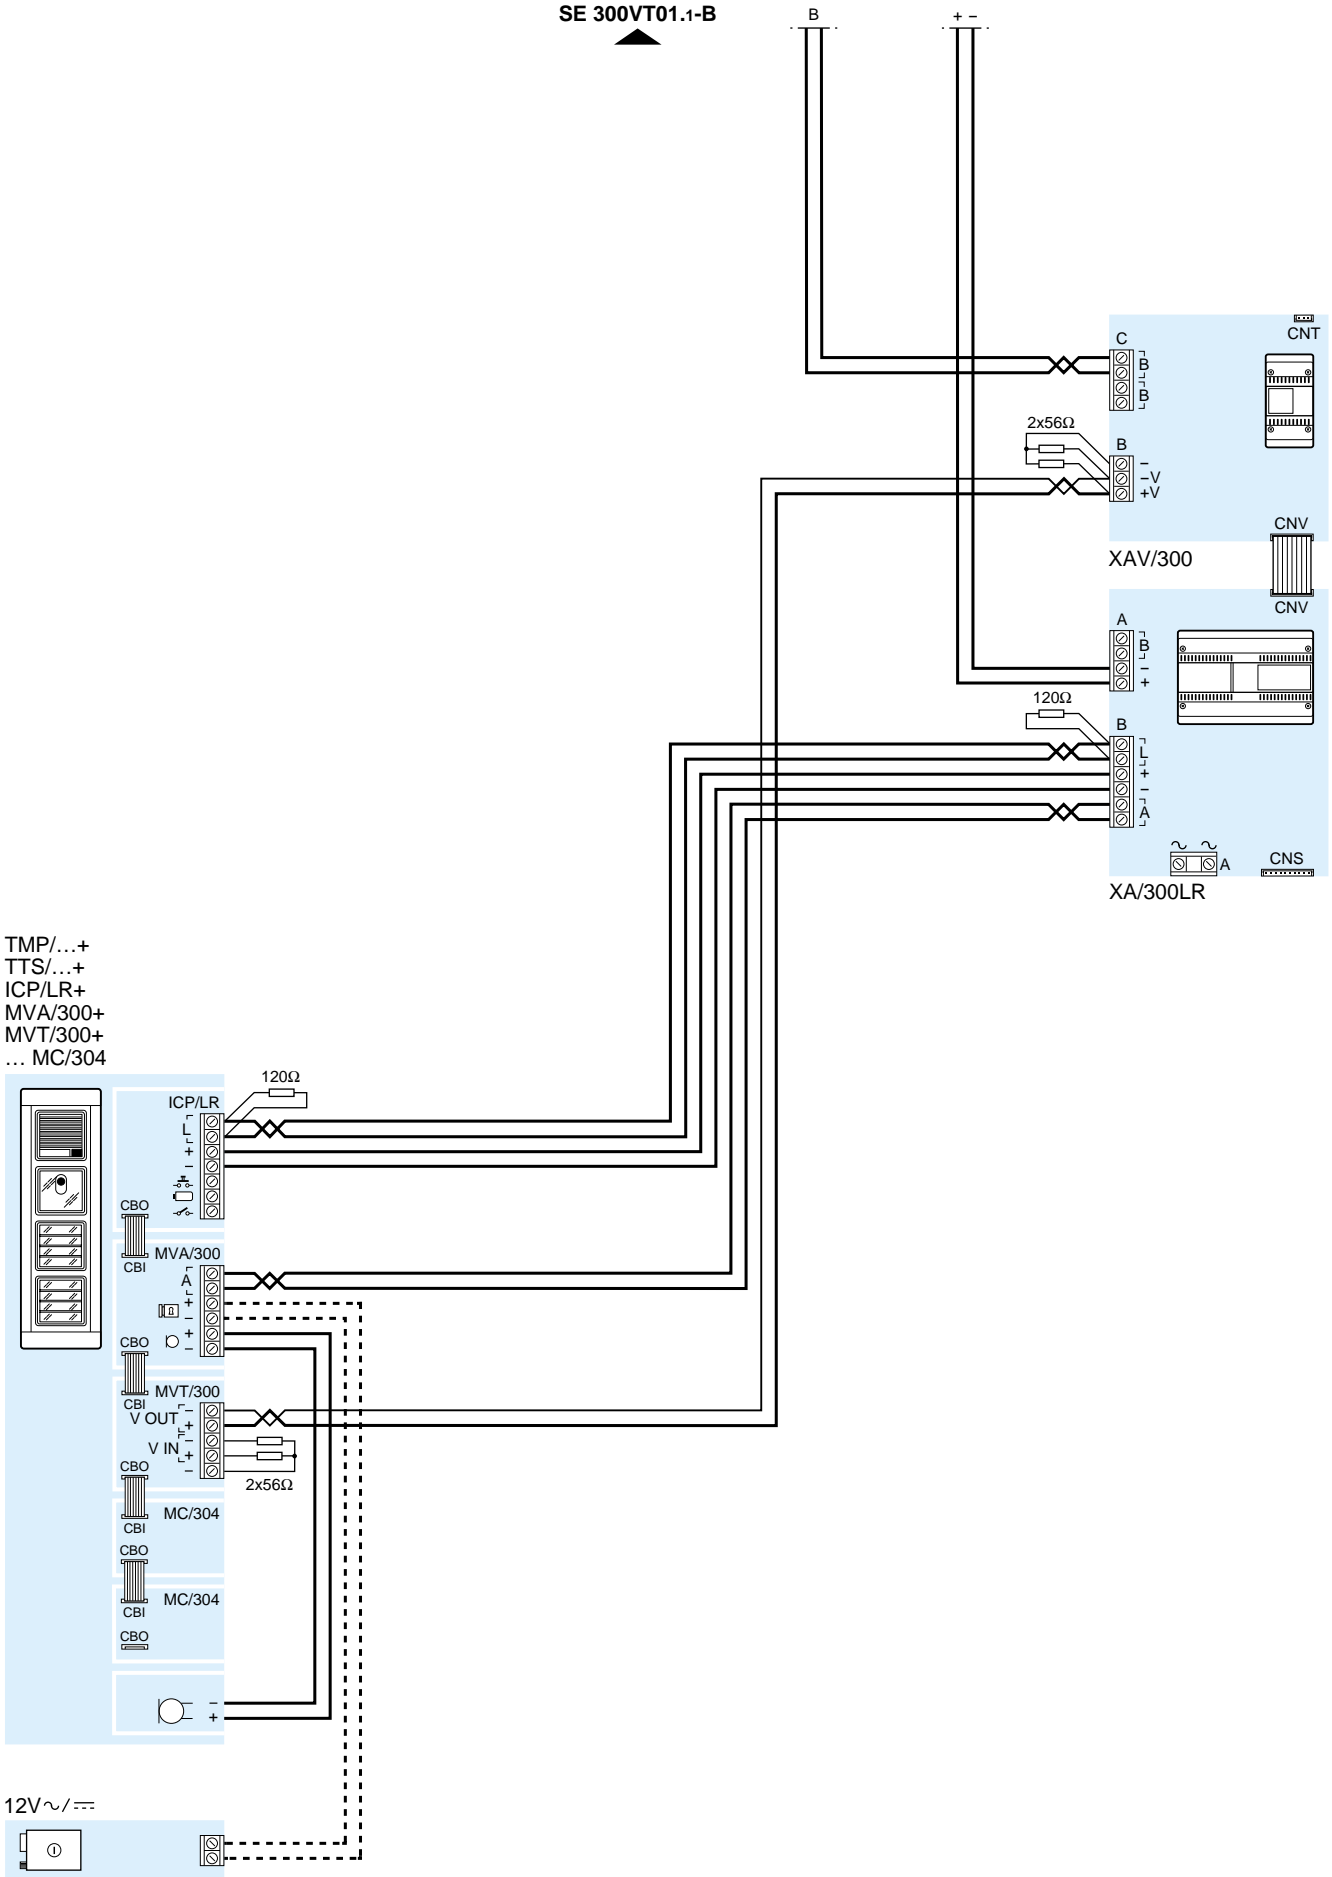 SE 300VT01.1-B
B
+ −
CNT
C
B
B
2x56Ω
B
−
−V
+V
CNV
XAV/300
CNV
A
B
−
+
120Ω
B
L
+
−
A
A
CNS
XA/300LR
TMP/…+
TTS/…+
ICP/LR+
MVA/300+
MVT/300+
… MC/304
120Ω
ICP/LR
L
+
−
CBO
CBI
MVA/300
A
+
−
+
−
CBO
CBI
MVT/300
V OUT
−
+
V IN
−
+
−
2x56Ω
CBO
CBI
MC/304
CBO
CBI
MC/304
CBO
−
+
12V~/